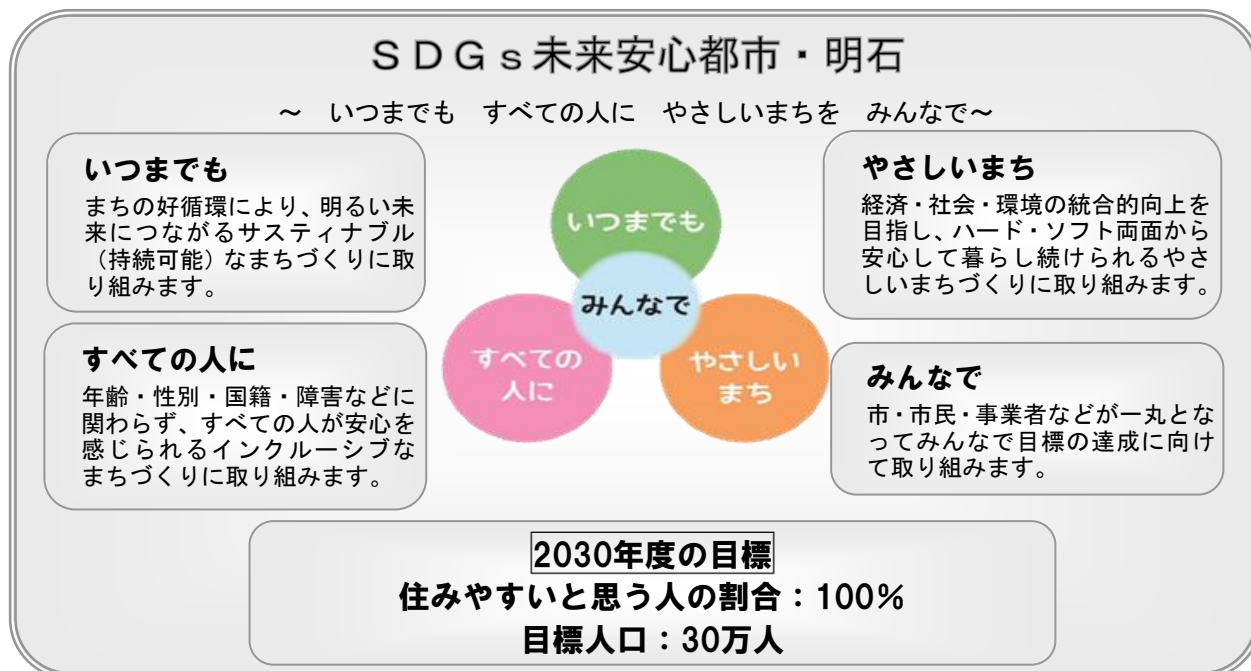 ＳＤＧｓ未来安心都市・明石
～　いつまでも　すべての人に　やさしいまちを　みんなで～
いつまでも
まちの好循環により、明るい未
来につながるサスティナブル
（持続可能）なまちづくりに取
り組みます。
すべての人に
年齢・性別・国籍・障害などに
関わらず、すべての人が安心を
感じられるインクルーシブな
まちづくりに取り組みます。
いつまでも
みんなで
すべての
人に
やさしい
まち
やさしいまち
経済・社会・環境の統合的向上を
目指し、ハード・ソフト両面から
安心して暮らし続けられるやさ
しいまちづくりに取り組みます。
みんなで
市・市民・事業者などが一丸とな
ってみんなで目標の達成に向け
て取り組みます。
2030年度の目標
住みやすいと思う人の割合：100％
目標人口：30万人